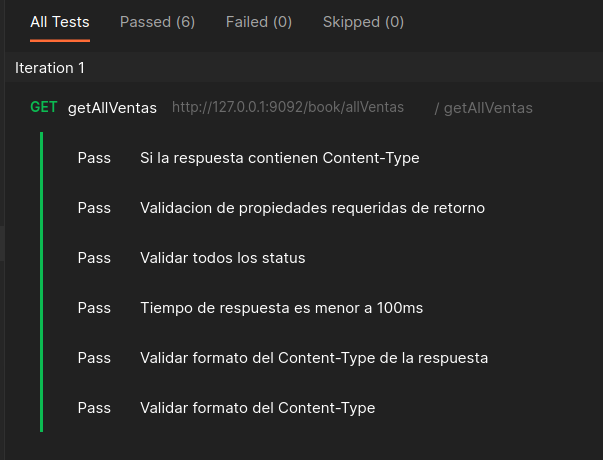 All Tests Passed (6) Failed (0) Skipped (0)
Iteration 1
GET getAllVentas http://127.0.0.1:9092/book/allVentas / getAllVentas
Pass Si la respuesta contienen Content-Type
Pass Validacion de propiedades requeridas de retorno
Pass Validar todos los status
Pass Tiempo de respuesta es menor a 100ms
Pass Validar formato del Content-Type de la respuesta
Pass Validar formato del Content-Type